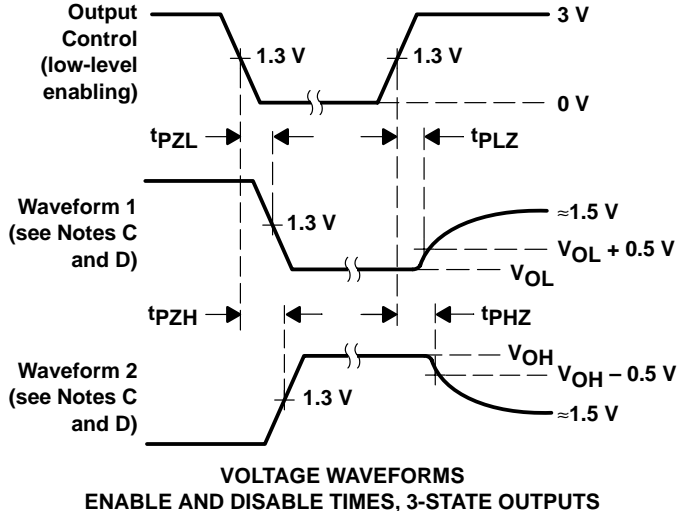 Output
Control
(low-level
enabling)
1.3 V
1.3 V
3 V
0 V
tPZL
tPLZ
Waveform 1
(see Notes C
and D)
1.3 V
≈1.5 V
VOL + 0.5 V
VOL
tPZH
tPHZ
Waveform 2
(see Notes C
and D)
1.3 V
VOH
VOH – 0.5 V
≈1.5 V
VOLTAGE WAVEFORMS
ENABLE AND DISABLE TIMES, 3-STATE OUTPUTS